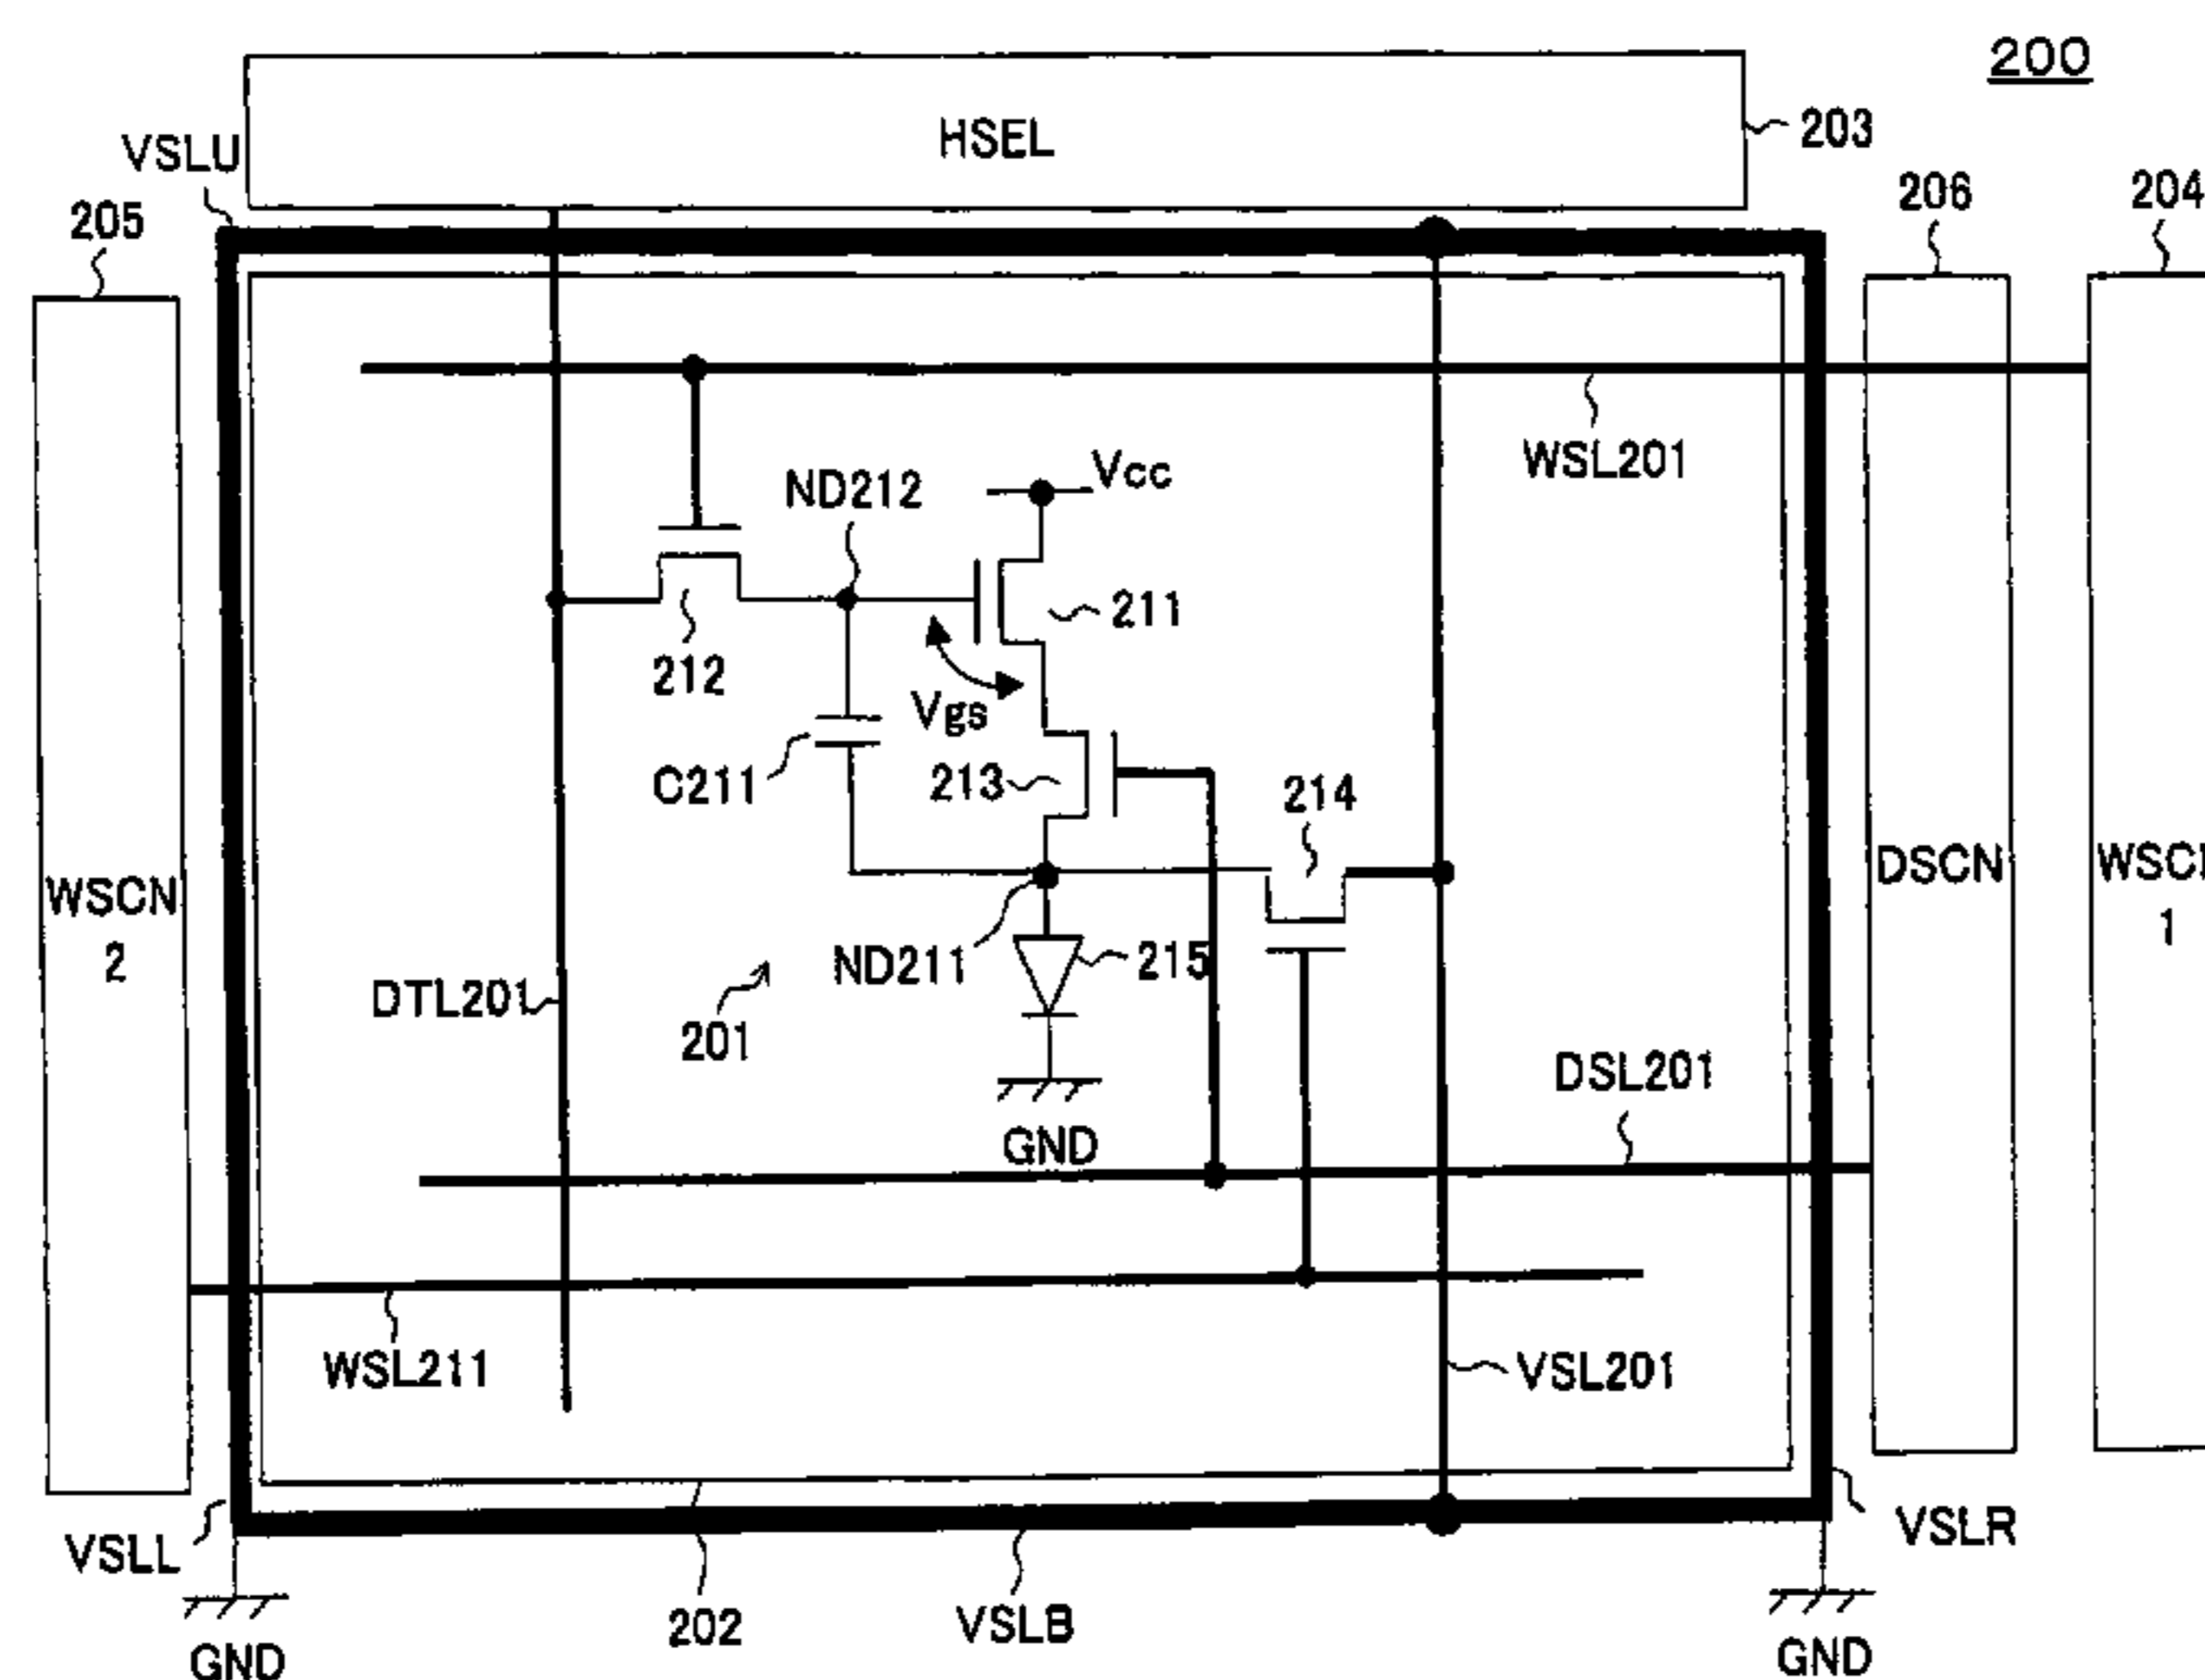 200
HSEL
203
VSLU
205
206
204
WSL201
Vcc
ND212
211
212
Vgs
C211
213
214
WSCN
2
DSCN
1
ND211
215
DTL201
201
DSL201
GND
WSL211
VSL201
VSLL
VSLR
202
VSLB
GND
GND